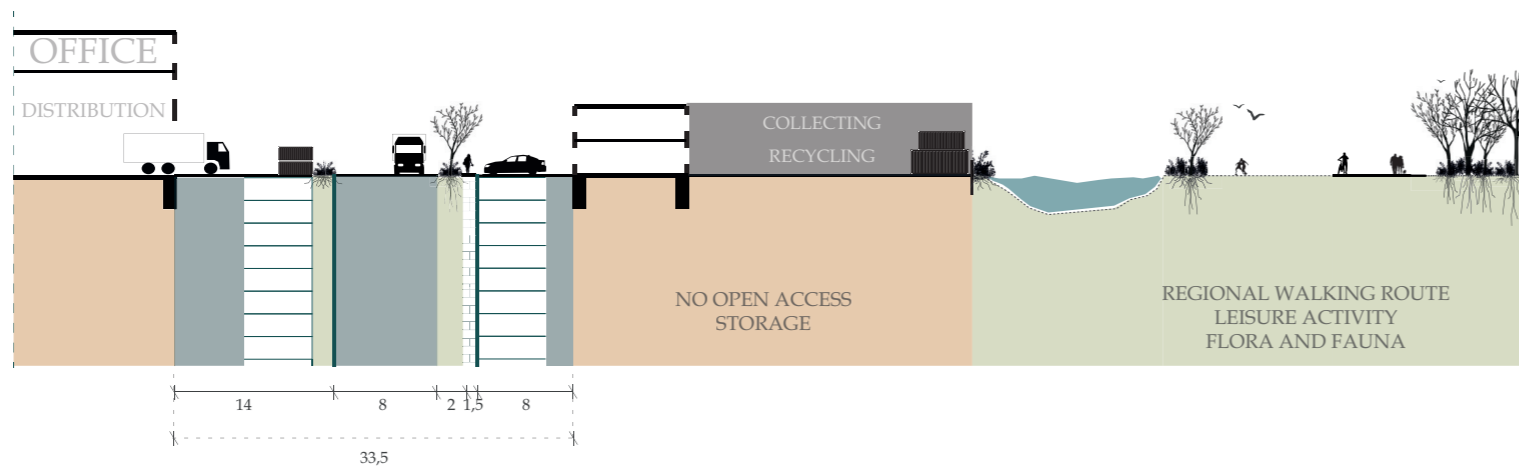 OFFICE
DISTRIBUTION
COLLECTING
RECYCLING
NO OPEN ACCESS
STORAGE
REGIONAL WALKING ROUTE
LEISURE ACTIVITY
FLORA AND FAUNA
14 8 2 1,5 8
33,5